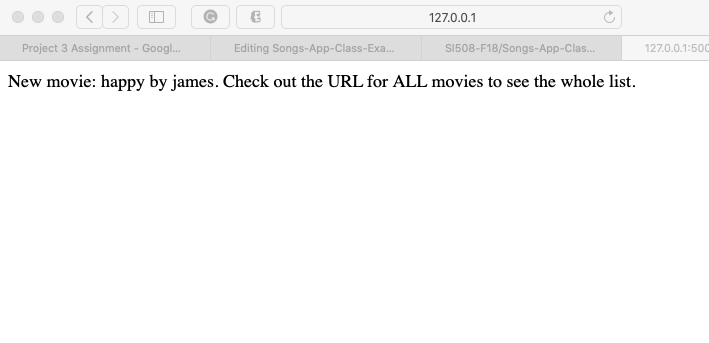 127.0.0.1
Project 3 Assignment - Googl...
Editing Songs-App-Class-Exa...
SI508-F18/Songs-App-Clas...
127.0.0.1:500
New movie: happy by james. Check out the URL for ALL movies to see the whole list.